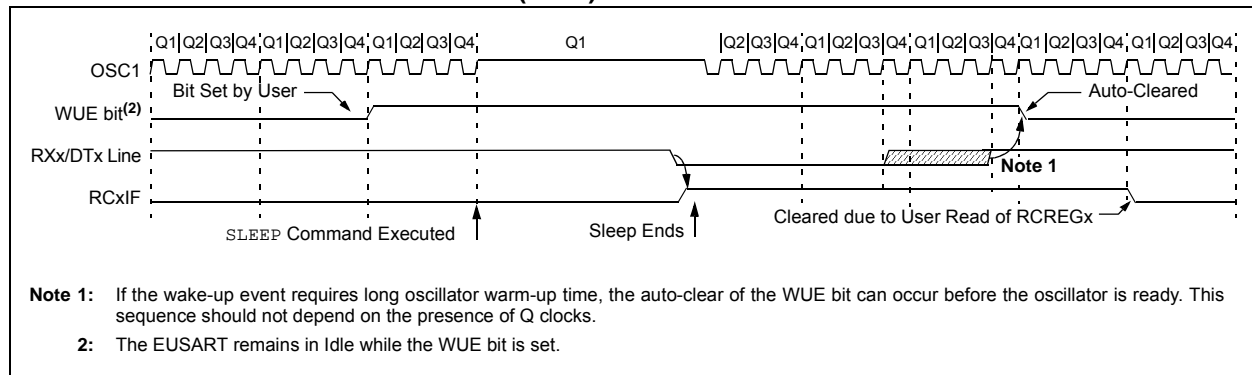 Q1 Q2 Q3 Q4 Q1 Q2 Q3 Q4 Q1 Q2 Q3 Q4 Q1 Q2 Q3 Q4 Q1 Q2 Q3 Q4 Q1 Q2 Q3 Q4 Q1 Q2 Q3 Q4 Q1 Q2 Q3 Q4
OSC1
Bit Set by User
Auto-Cleared
WUE bit(2)
RXx/DTx Line
Note 1
RCxIF
Cleared due to User Read of RCREGx
SLEEP Command Executed
Sleep Ends
Note 1: If the wake-up event requires long oscillator warm-up time, the auto-clear of the WUE bit can occur before the oscillator is ready. This
sequence should not depend on the presence of Q clocks.
2: The EUSART remains in Idle while the WUE bit is set.